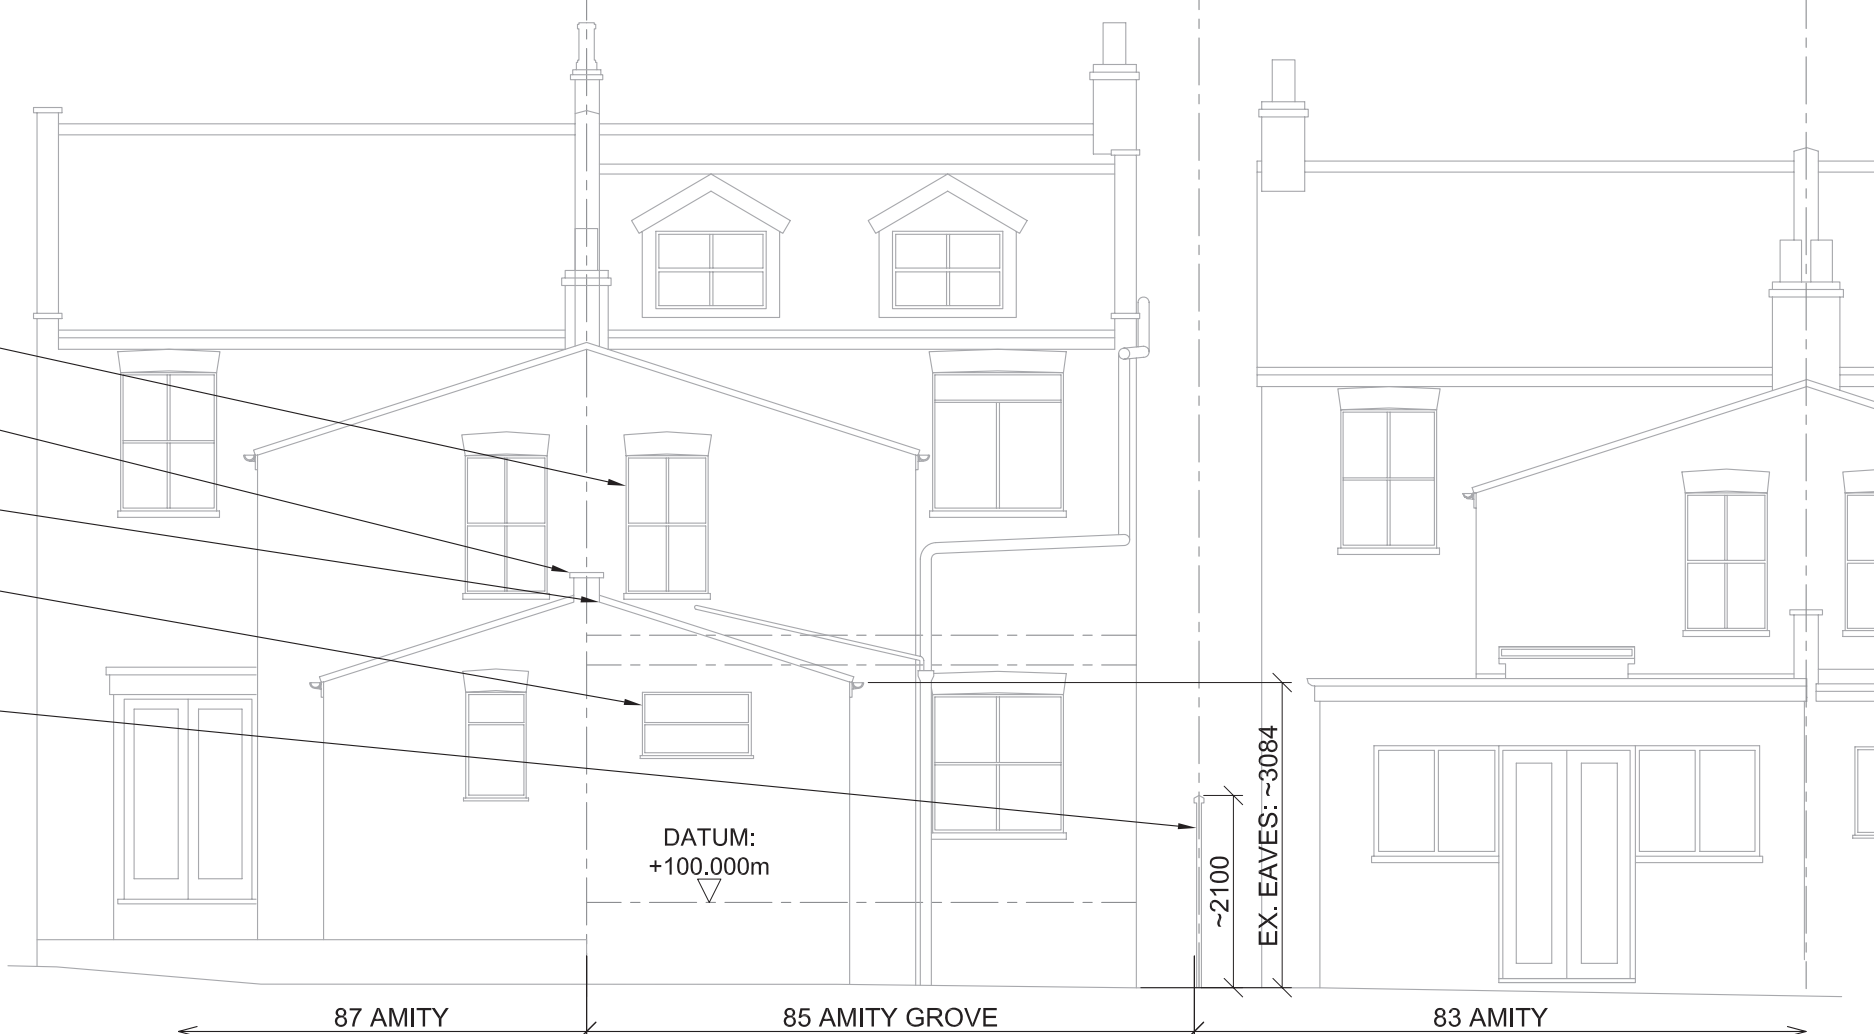 DATUM:
+100.000m
~2100
EX. EAVES: ~3084
87 AMITY
85 AMITY GROVE
83 AMITY